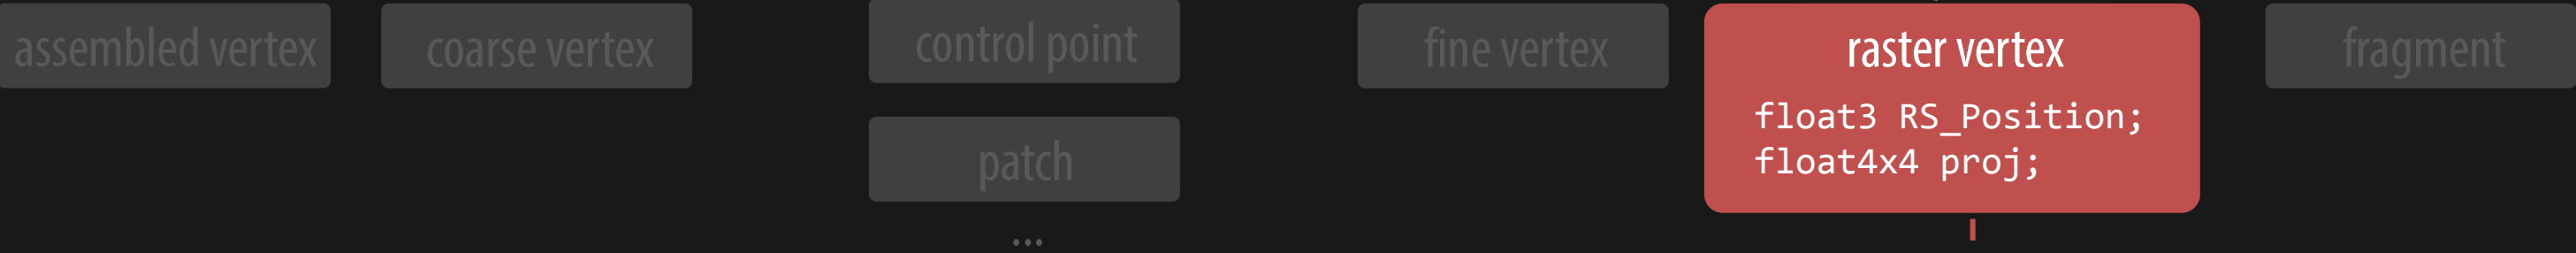 assembled vertex
coarse vertex
control point
patch
...
fine vertex
raster vertex
float3 RS_Position;
float4x4 proj;
fragment